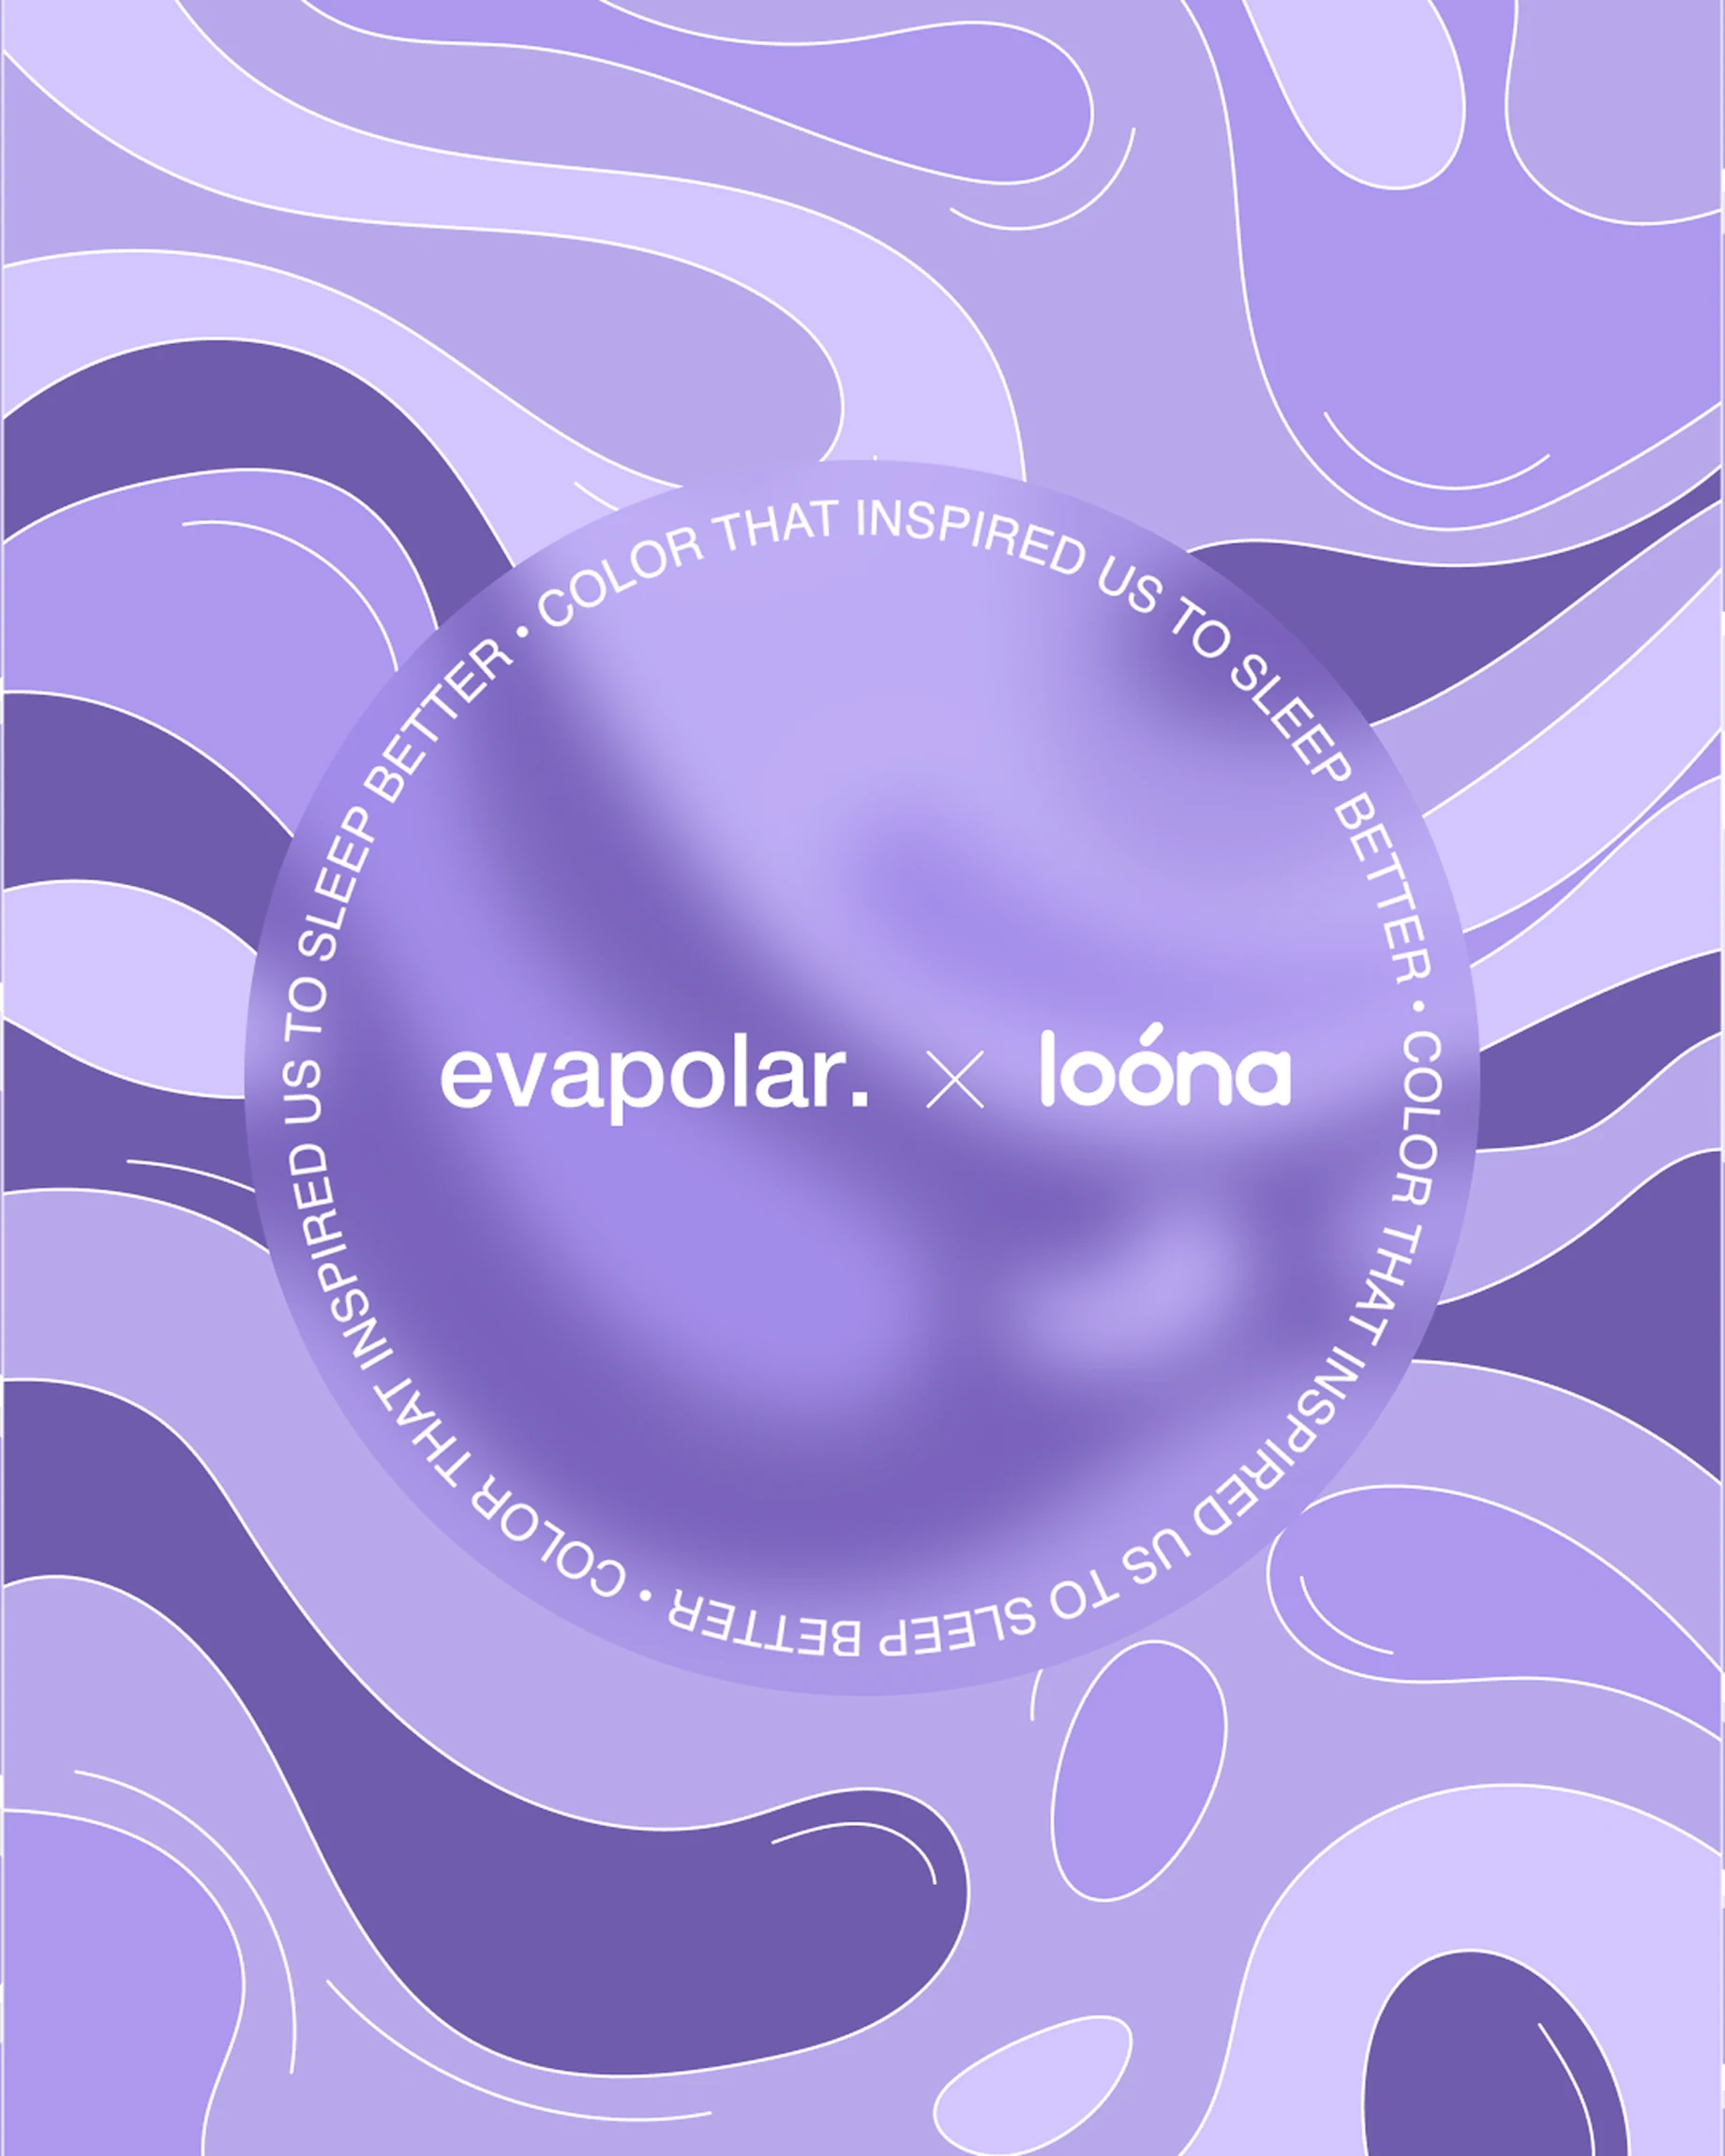 COLOR THAT INSPIRED US TO SLEEP BETTER • COLOR THAT INSPIRED US TO SLEEP BETTER • COLOR THAT INSPIRED US TO SLEEP BETTER •
evapolar. × loóna